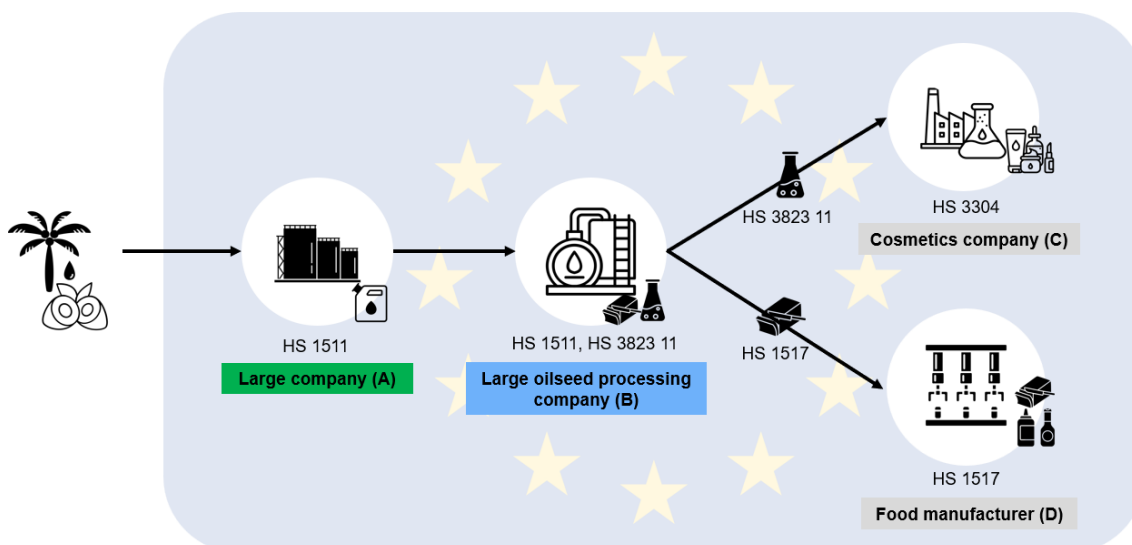 HS 1511
Large company (A)
HS 1511, HS 3823 11
Large oilseed processing
company (B)
HS 3823 11
HS 1517
HS 3304
Cosmetics company (C)
HS 1517
Food manufacturer (D)